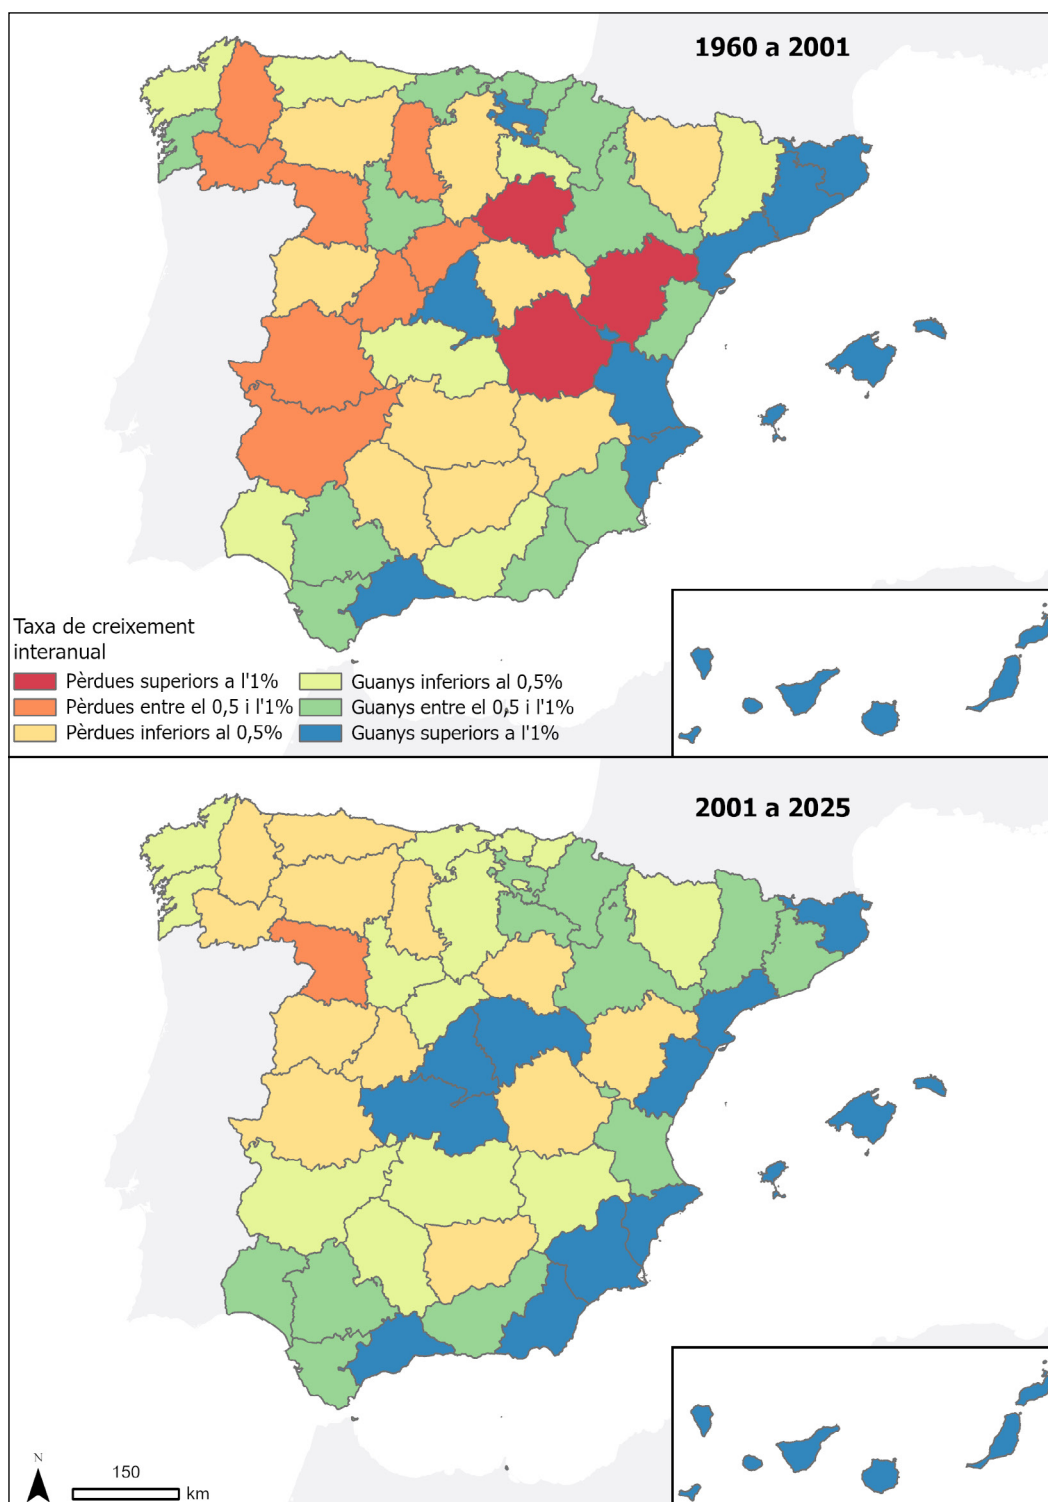 1960 a 2001
Taxa de creixement
interanual
Pèrdues superiors a l'1%
Pèrdues entre el 0,5 i l'1%
Pèrdues inferiors al 0,5%
Guanys inferiors al 0,5%
Guanys entre el 0,5 i l'1%
Guanys superiors a l'1%
2001 a 2025
N
150
km